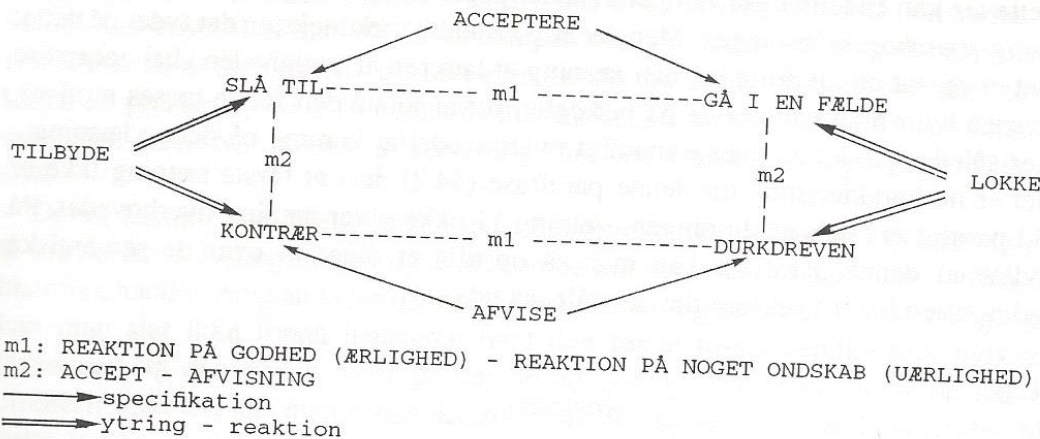 ACCEPTERE
SLÅ TIL m1 GÅ I EN FÆLDE
TILBYDE m2 m2 LOKKE
KONTRÆR m1 DURKDREVEN
AFVISE
m1: REAKTION PÅ GODHED (ÆRLIGHED) - REAKTION PÅ NOGET ONDSKAB (UÆRLIGHED)
m2: ACCEPT - AFVISNING
specifikation
ytring - reaktion